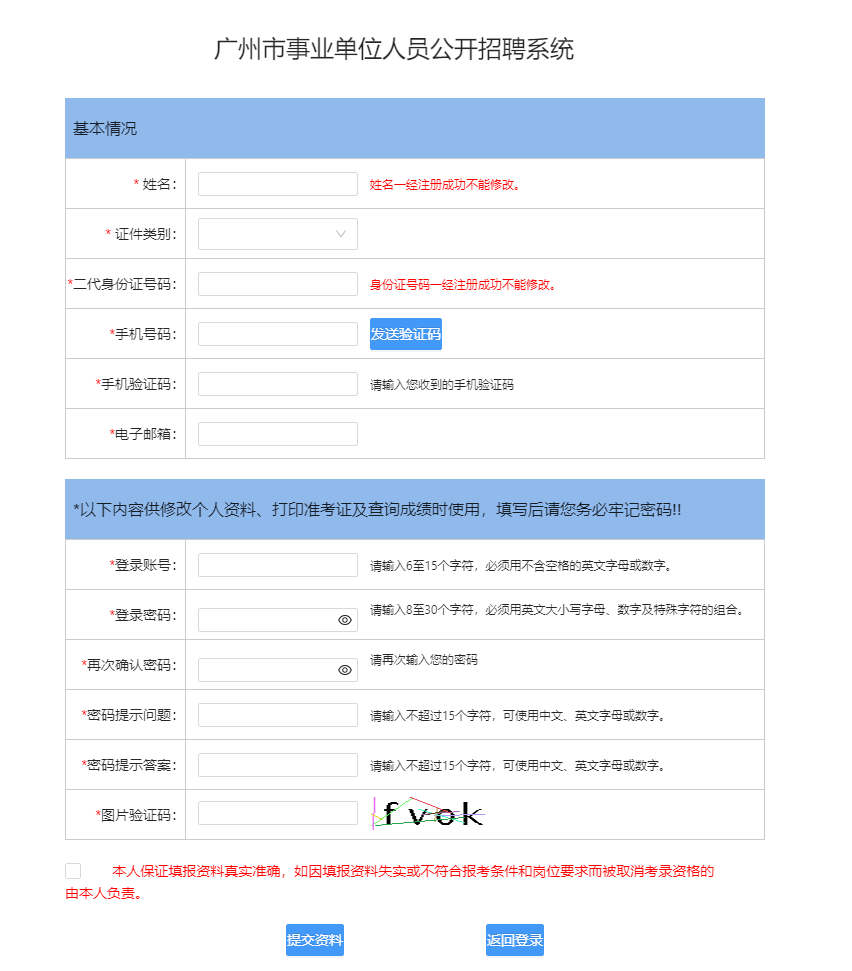 广州市事业单位人员公开招聘系统
基本情况
* 姓名： 姓名一经注册成功不能修改。
* 证件类别：
*二代身份证号码： 身份证号码一经注册成功不能修改。
*手机号码： 发送验证码
*手机验证码： 请输入您收到的手机验证码
*电子邮箱：
*以下内容供修改个人资料、打印准考证及查询成绩时使用，填写后请您务必牢记密码!!
*登录账号： 请输入6至15个字符，必须用不含空格的英文字母或数字。
*登录密码： 请输入8至30个字符，必须用英文大小写字母、数字及特殊字符的组合。
*再次确认密码： 请再次输入您的密码
*密码提示问题： 请输入不超过15个字符，可使用中文、英文字母或数字。
*密码提示答案： 请输入不超过15个字符，可使用中文、英文字母或数字。
*图片验证码： fvok
本人保证填报资料真实准确，如因填报资料失实或不符合报考条件和岗位要求而被取消考录资格的
由本人负责。
提交资料 返回登录